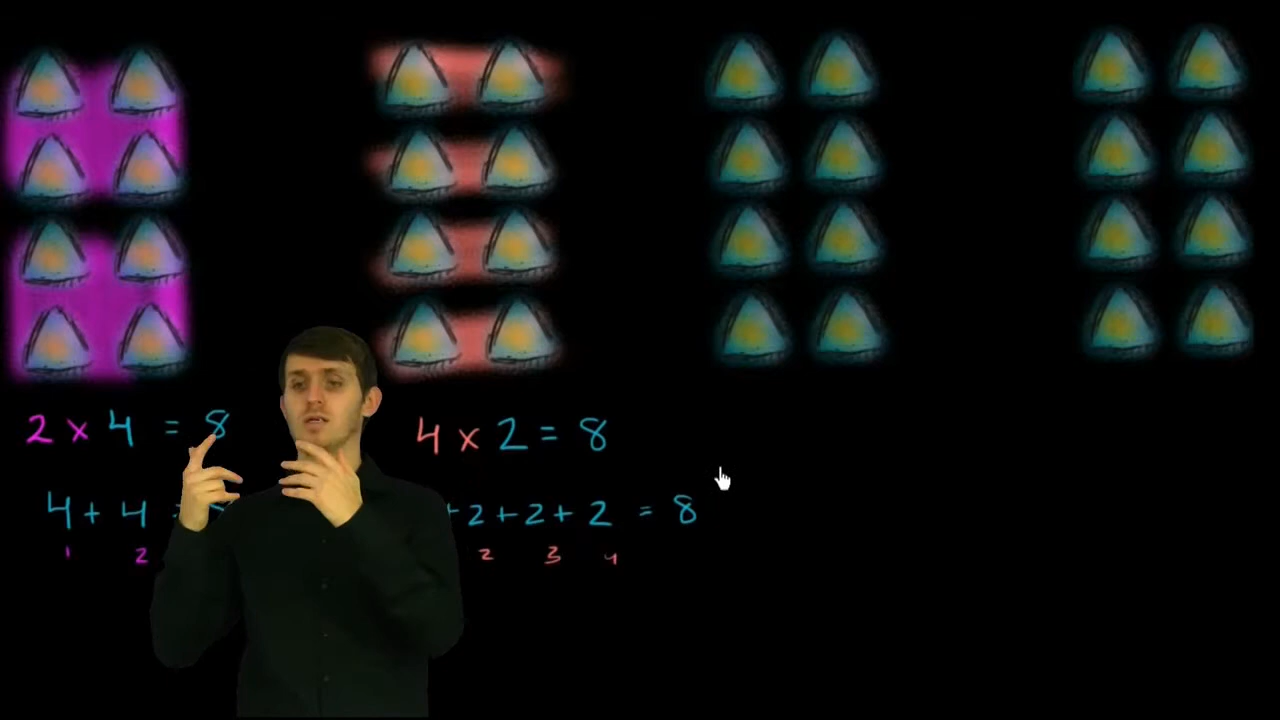 2 x 4 = 8
4 x 2 = 8
4 + 4 =
+ 2 + 2 + 2 = 8
1 2
2 3 4